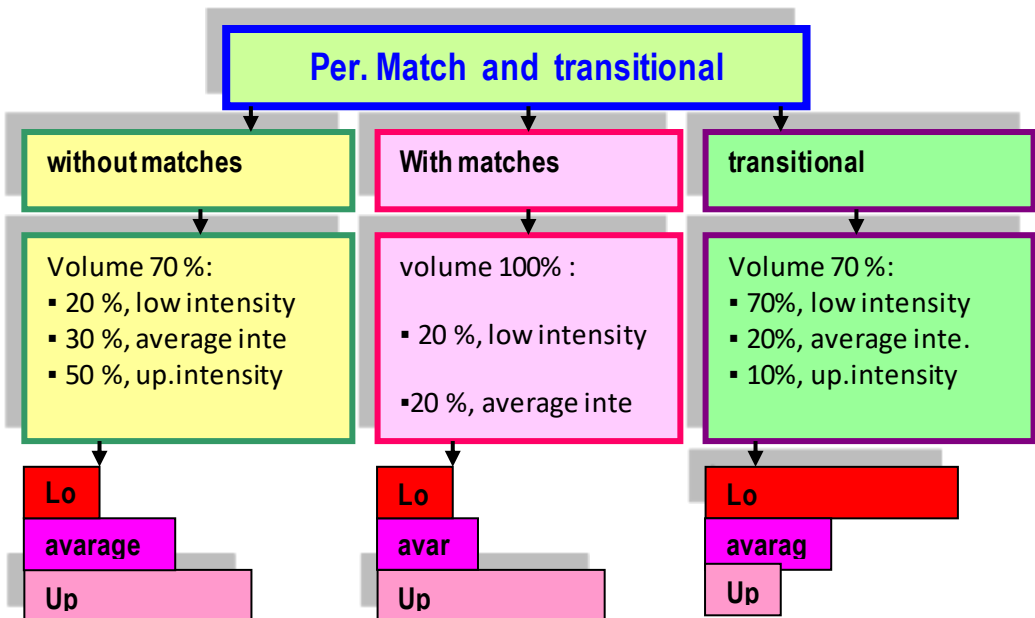 Per. Match and transitional
without matches
With matches
transitional
Volume 70 %:
▪ 20 %, low intensity
▪ 30 %, average inte
▪ 50 %, up.intensity
volume 100% :
▪ 20 %, low intensity
▪20 %, average inte
Volume 70 %:
▪ 70%, low intensity
▪ 20%, average inte.
▪ 10%, up.intensity
Lo
avarage
Up
Lo
avar
Up
Lo
avarag
Up